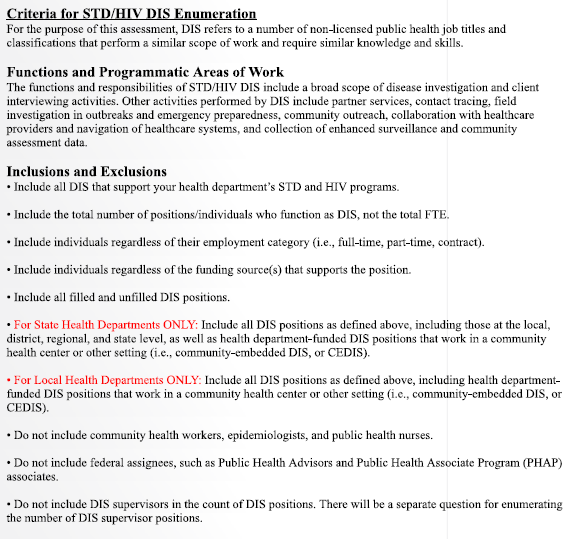 Criteria for STD/HIV DIS Enumeration
For the purpose of this assessment, DIS refers to a number of non-licensed public health job titles and
classifications that perform a similar scope of work and require similar knowledge and skills.
Functions and Programmatic Areas of Work
The functions and responsibilities of STD/HIV DIS include a broad scope of disease investigation and client
interviewing activities. Other activities performed by DIS include partner services, contact tracing, field
investigation in outbreaks and emergency preparedness, community outreach, collaboration with healthcare
providers and navigation of healthcare systems, and collection of enhanced surveillance and community
assessment data.
Inclusions and Exclusions
• Include all DIS that support your health department's STD and HIV programs.
• Include the total number of positions/individuals who function as DIS, not the total FTE.
• Include individuals regardless of their employment category (i.e., full-time, part-time, contract).
• Include individuals regardless of the funding source(s) that supports the position.
• Include all filled and unfilled DIS positions.
• For State Health Departments ONLY: Include all DIS positions as defined above, including those at the local,
district, regional, and state level, as well as health department-funded DIS positions that work in a community
health center or other setting (i.e., community-embedded DIS, or CEDIS).
• For Local Health Departments ONLY: Include all DIS positions as defined above, including health department-
funded DIS positions that work in a community health center or other setting (i.e., community-embedded DIS, or
CEDIS).
• Do not include community health workers, epidemiologists, and public health nurses.
• Do not include federal assignees, such as Public Health Advisors and Public Health Associate Program (PHAP)
associates.
• Do not include DIS supervisors in the count of DIS positions. There will be a separate question for enumerating
the number of DIS supervisor positions.